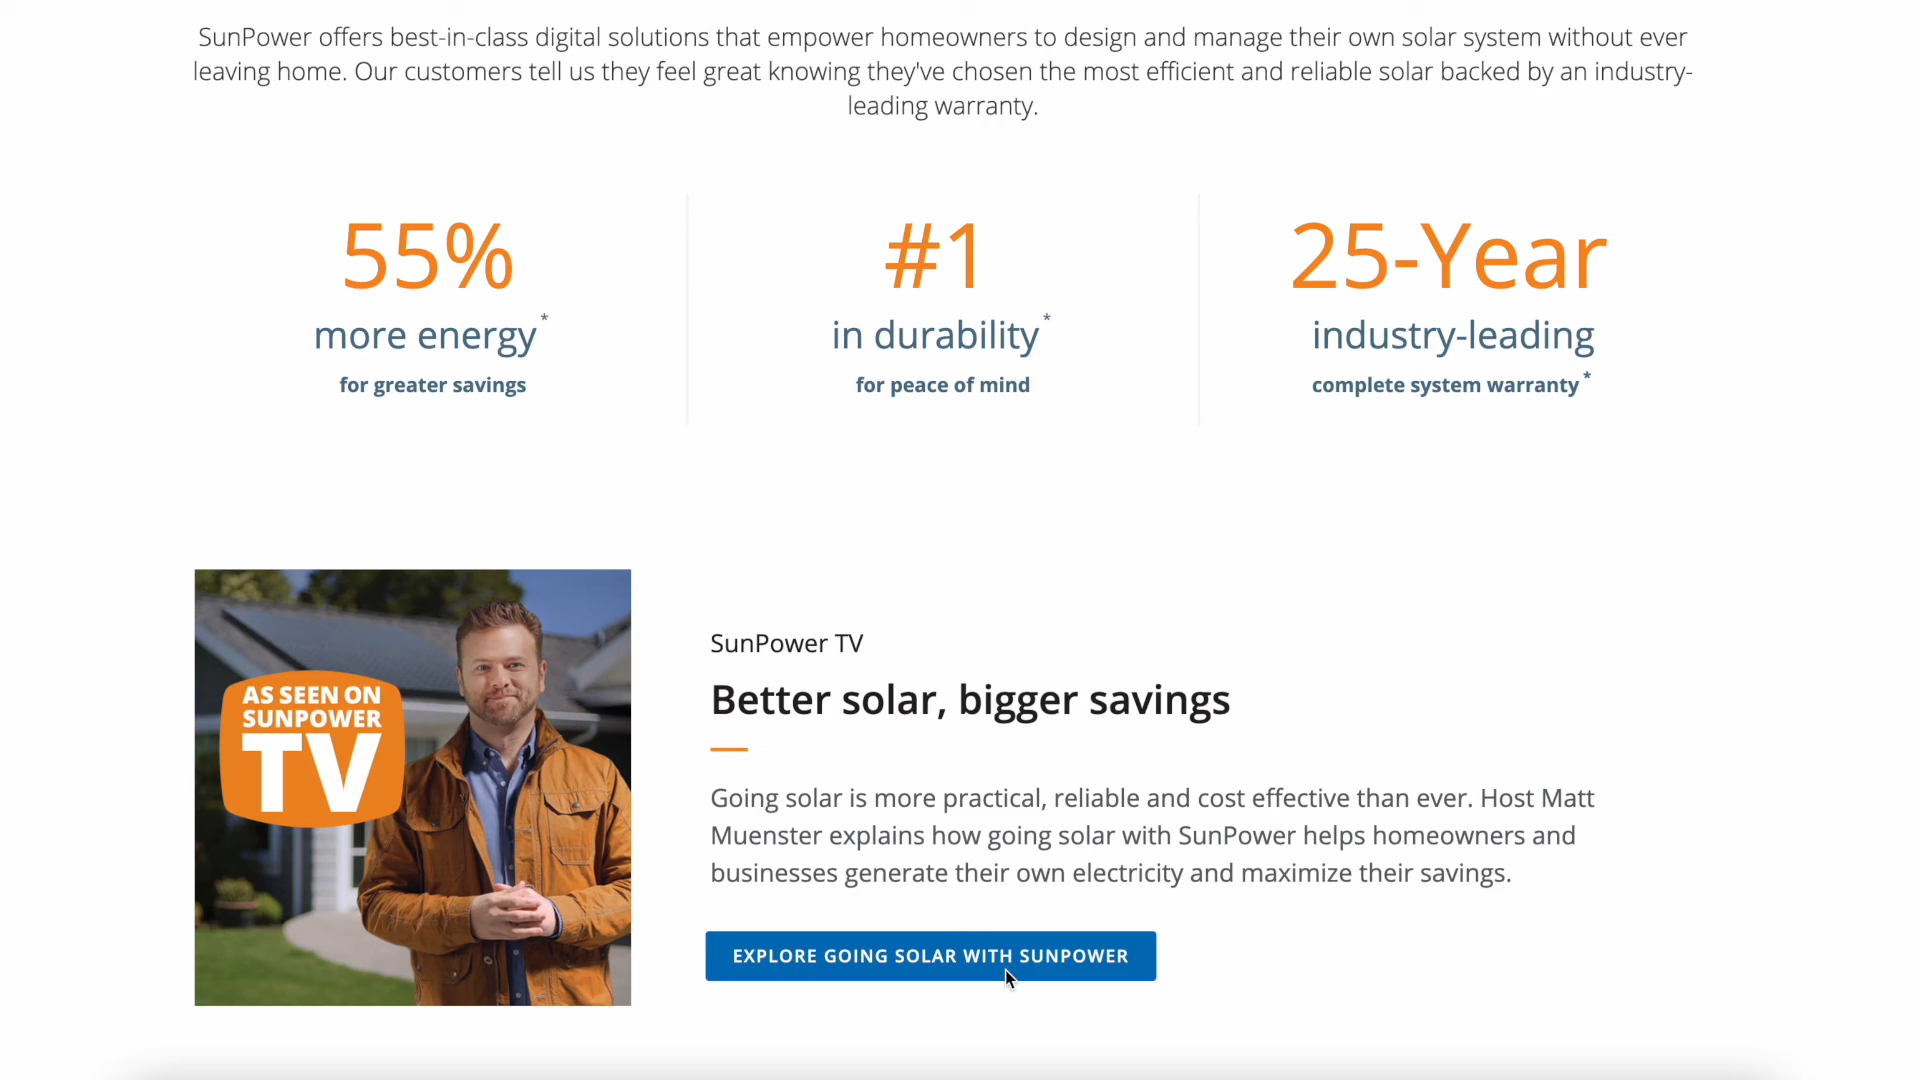 SunPower offers best-in-class digital solutions that empower homeowners to design and manage their own solar system without ever
leaving home. Our customers tell us they feel great knowing they've chosen the most efficient and reliable solar backed by an industry-
leading warranty.
55%
more energy*
for greater savings
#1
in durability*
for peace of mind
25-Year
industry-leading
complete system warranty*
AS SEEN ON
SUNPOWER
TV
SunPower TV
Better solar, bigger savings
Going solar is more practical, reliable and cost effective than ever. Host Matt
Muenster explains how going solar with SunPower helps homeowners and
businesses generate their own electricity and maximize their savings.
EXPLORE GOING SOLAR WITH SUNPOWER